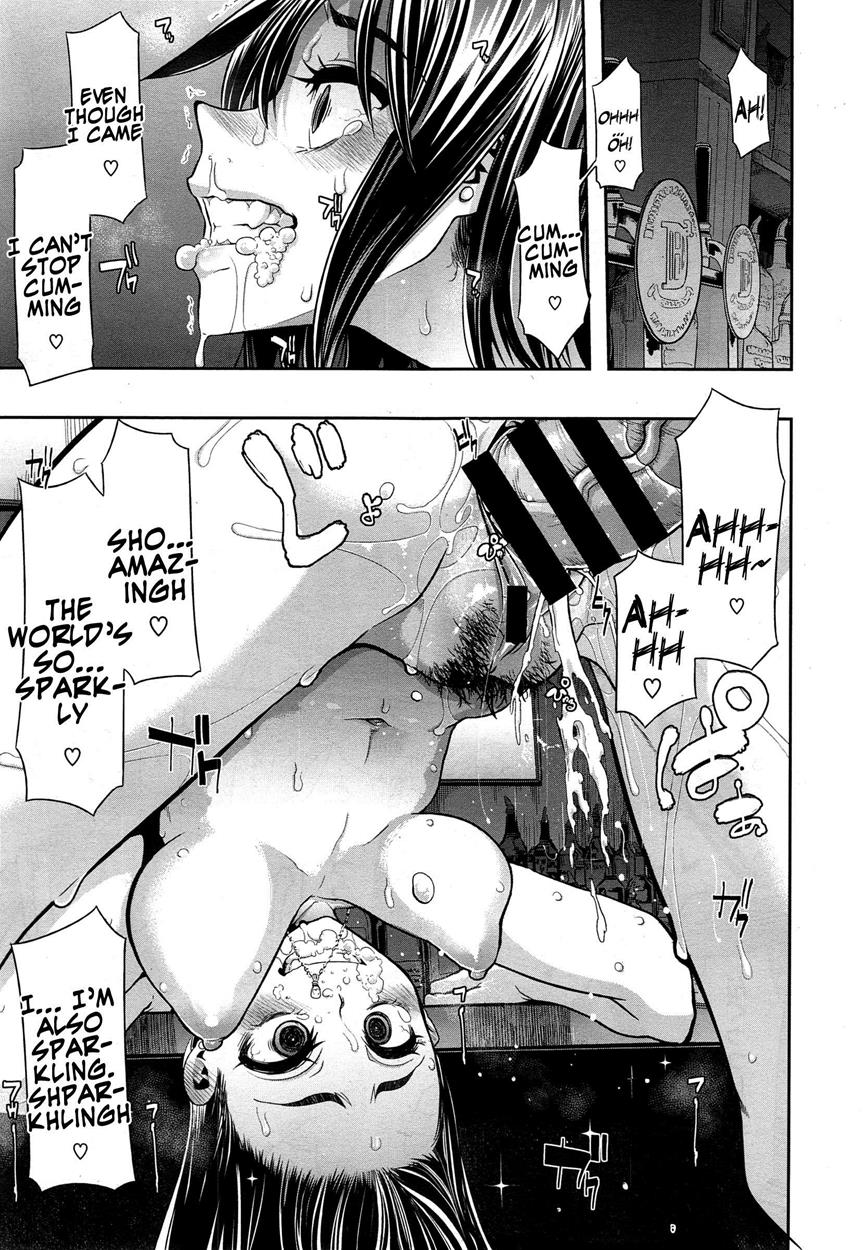 AH!
OHHH
ÖH!
♡
CUM...
CUM-
MING
♡
EVEN
THOUGH
I CAME
♡
I CAN'T
STOP
CUM-
MING
♡
AHH-
HH~
♡
AH-
HH
♡
SHO...
AMAZ-
INGH
♡
THE
WORLD'S
SO...
SPARK-
LY
♡
I... I'M
ALSO
SPAR-
KLING.
SHPAR-
KHLINGH
♡